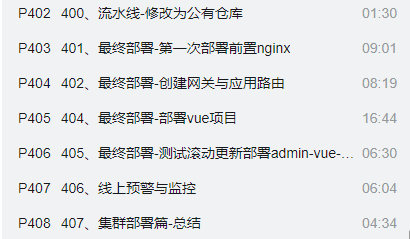 P402 400、流水线-修改为公有仓库 01:30
P403 401、最终部署-第一次部署前置nginx 09:01
P404 402、最终部署-创建网关与应用路由 08:19
P405 404、最终部署-部署vue项目 16:44
P406 405、最终部署-测试滚动更新部署admin-vue-... 06:30
P407 406、线上预警与监控 06:04
P408 407、集群部署篇-总结 04:34